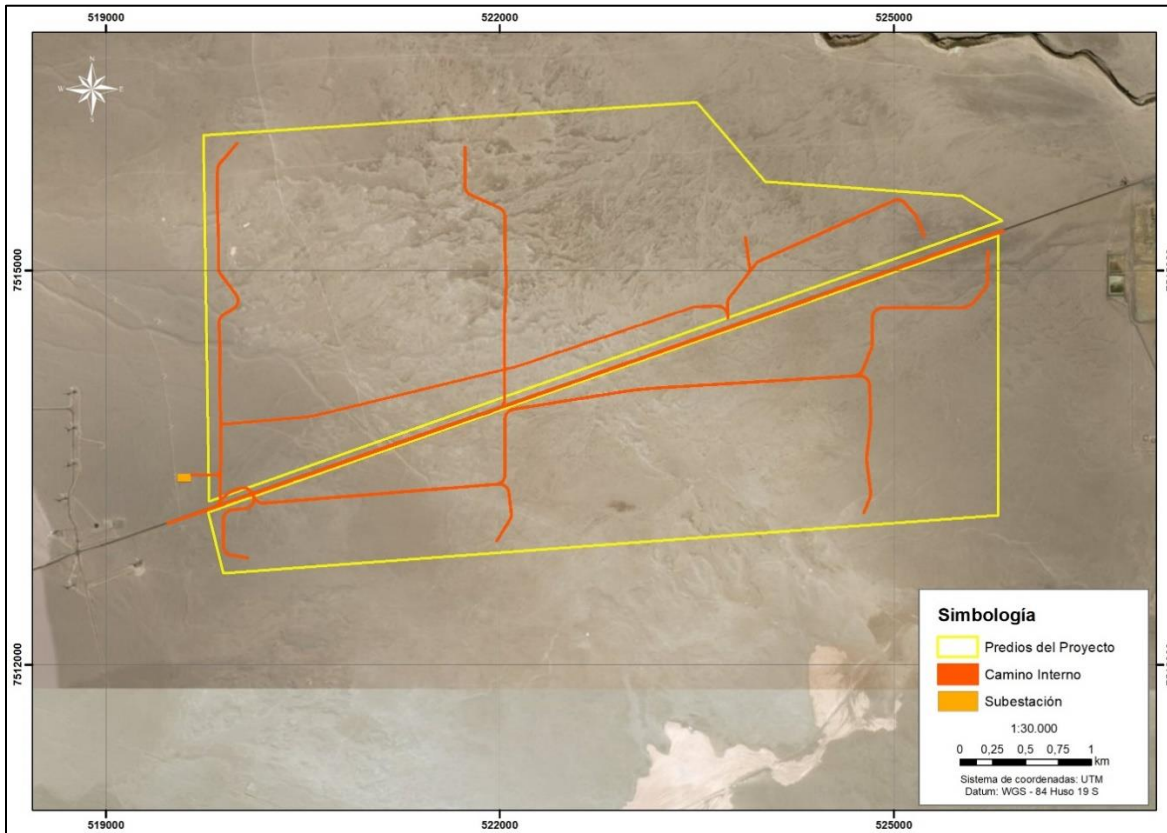 519000 522000 525000
N
W E
S
7515000
7512000
Simbología
Predios del Proyecto
Camino Interno
Subestación
1:30.000
0 0,25 0,5 0,75 1
km
Sistema de coordenadas: UTM
Datum: WGS - 84 Huso 19 S
519000 522000 525000